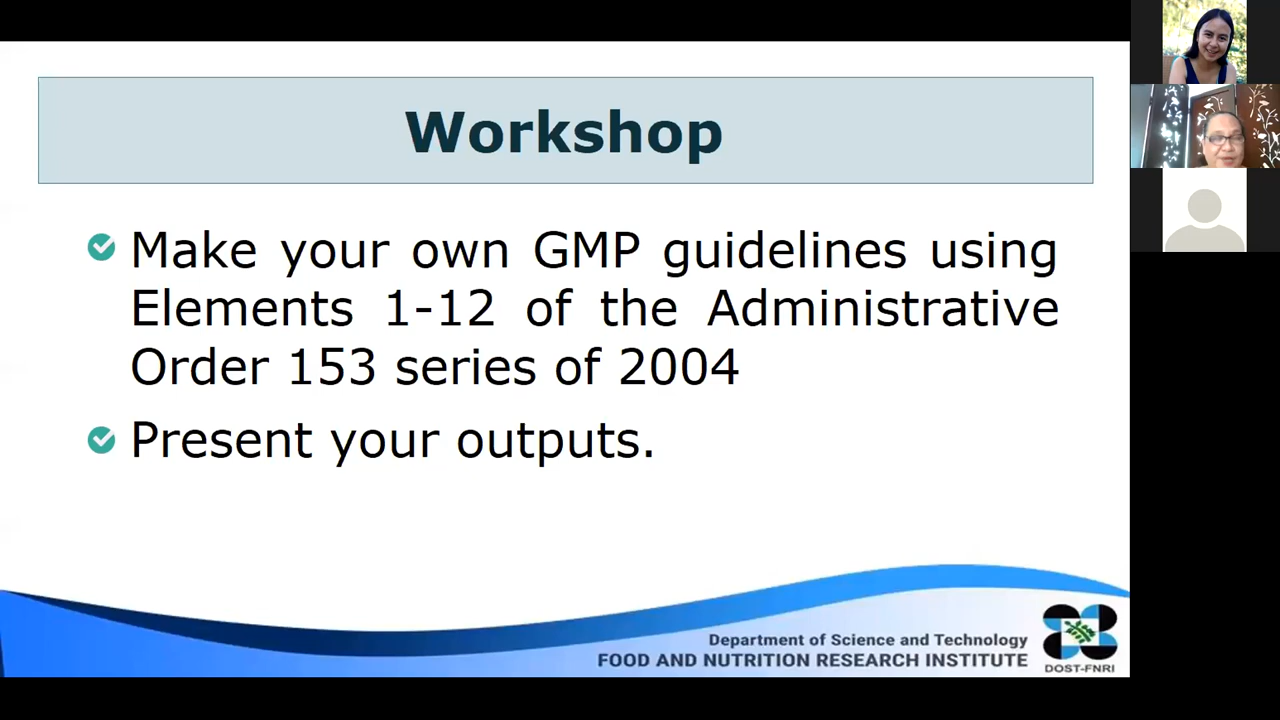 Workshop
Make your own GMP guidelines using
Elements 1-12 of the Administrative
Order 153 series of 2004
Present your outputs.
Department of Science and Technology
FOOD AND NUTRITION RESEARCH INSTITUTE
DOST-FNRI